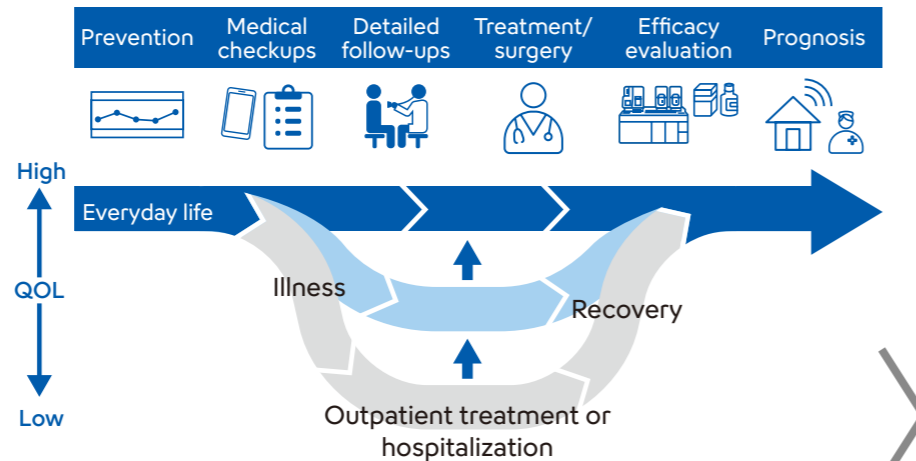 Prevention
Medical
checkups
Detailed
follow-ups
Treatment/
surgery
Efficacy
evaluation
Prognosis
High
Everyday life
QOL
Illness
Recovery
Low
Outpatient treatment or
hospitalization